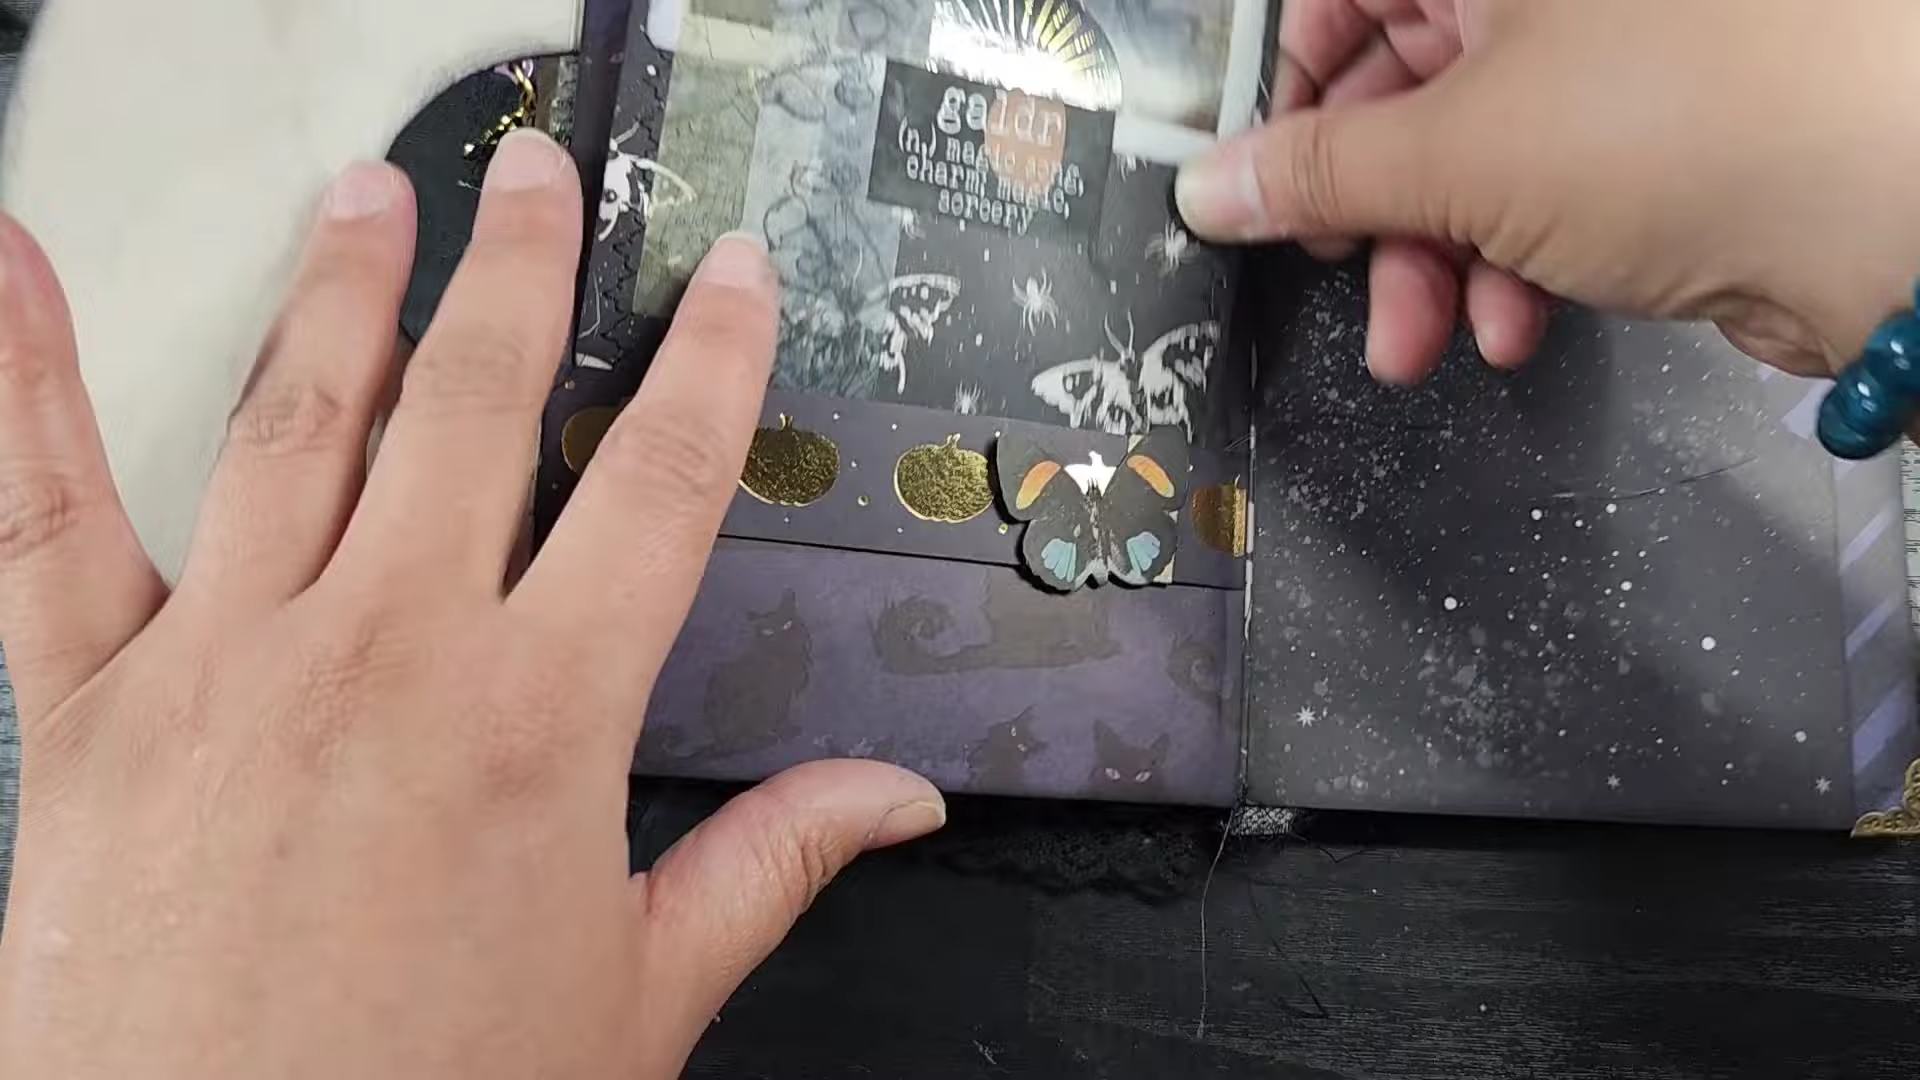 galdr
(n.) magic song,
charm, magic,
sorcery